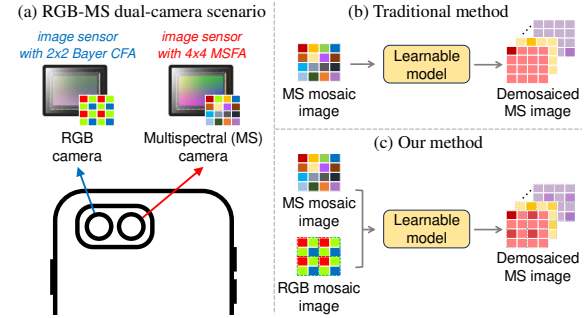 (a) RGB-MS dual-camera scenario
image sensor
with 2x2 Bayer CFA
image sensor
with 4x4 MSFA
RGB
camera
Multispectral (MS)
camera
(b) Traditional method
MS mosaic
image
Learnable
model
Demosaiced
MS image
(c) Our method
MS mosaic
image
RGB mosaic
image
Learnable
model
Demosaiced
MS image